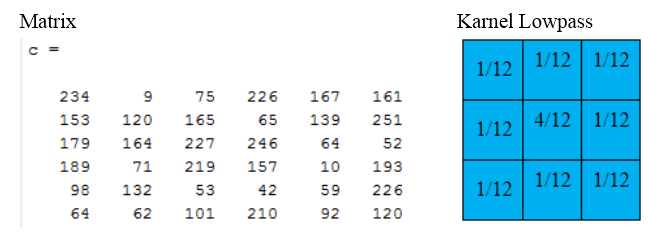 Matrix
c =
234 9 75 226 167 161
153 120 165 65 139 251
179 164 227 246 64 52
189 71 219 157 10 193
98 132 53 42 59 226
64 62 101 210 92 120
Karnel Lowpass
1/12 1/12 1/12
1/12 4/12 1/12
1/12 1/12 1/12